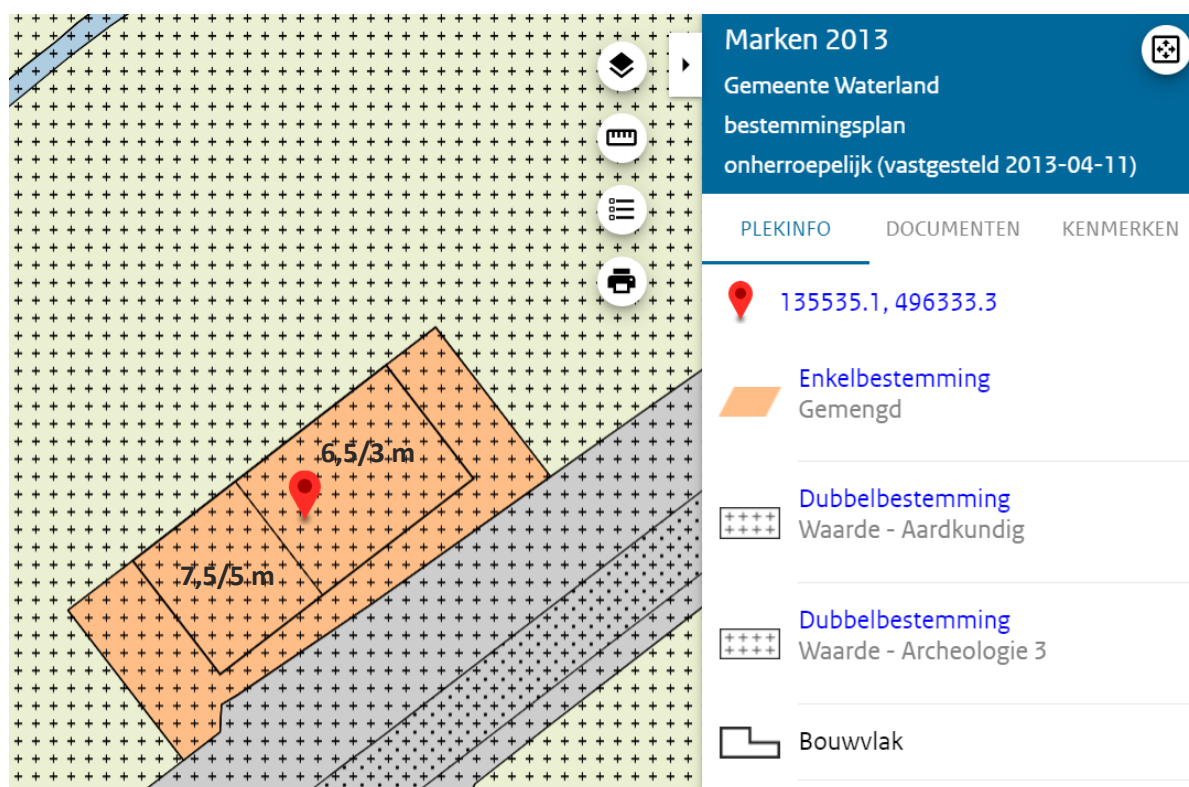 6,5/3 m
7,5/5 m
Marken 2013
Gemeente Waterland
bestemmingsplan
onherroepelijk (vastgesteld 2013-04-11)
PLEKINFO DOCUMENTEN KENMERKEN
135535.1, 496333.3
Enkelbestemming
Gemengd
Dubbelbestemming
Waarde - Aardkundig
Dubbelbestemming
Waarde - Archeologie 3
Bouwvlak